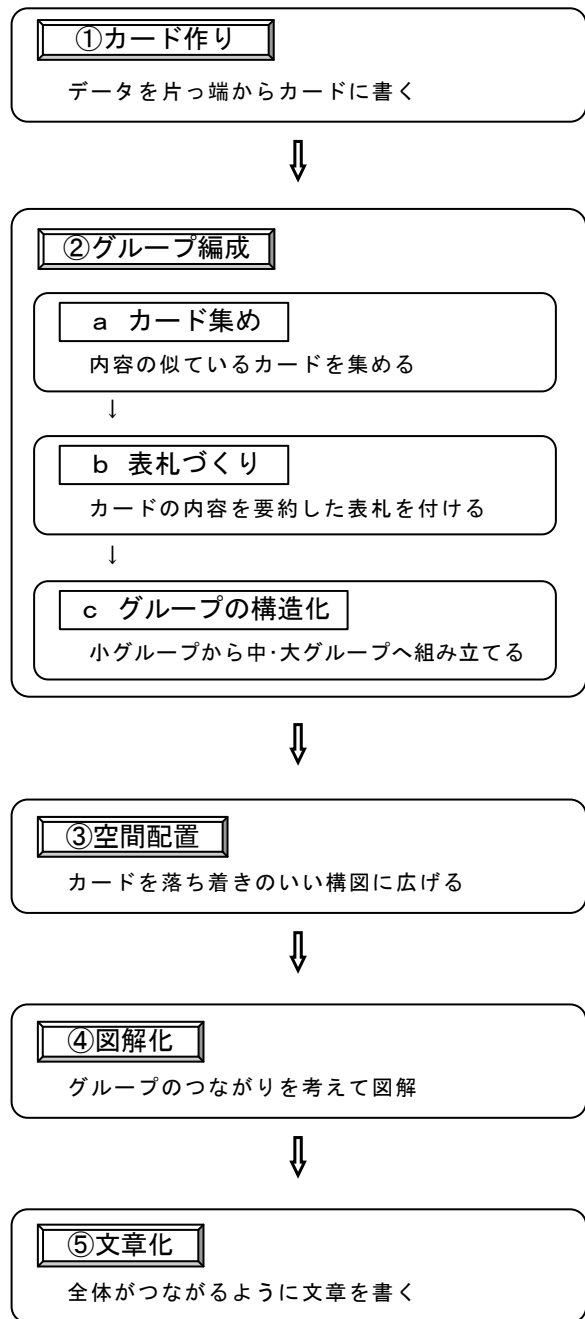 ①カード作り
データを片っ端からカードに書く
⇓
②グループ編成
a カード集め
内容の似ているカードを集める
↓
b 表札づくり
カードの内容を要約した表札を付ける
↓
c グループの構造化
小グループから中・大グループへ組み立てる
⇓
③空間配置
カードを落ち着きのいい構図に広げる
⇓
④図解化
グループのつながりを考えて図解
⇓
⑤文章化
全体がつながるように文章を書く